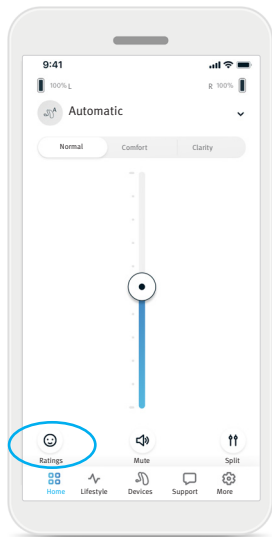 9:41
100% L R 100%
Automatic
Normal Comfort Clarity
Ratings Mute Split
Home Lifestyle Devices Support More